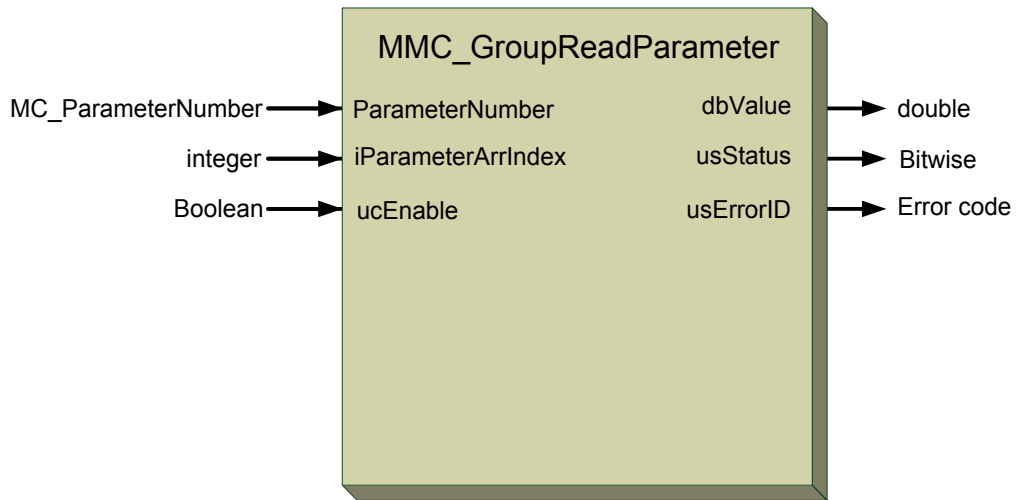 MMC_GroupReadParameter
MC_ParameterNumber ParameterNumber dbValue double
integer iParameterArrIndex usStatus Bitwise
Boolean ucEnable usErrorID Error code